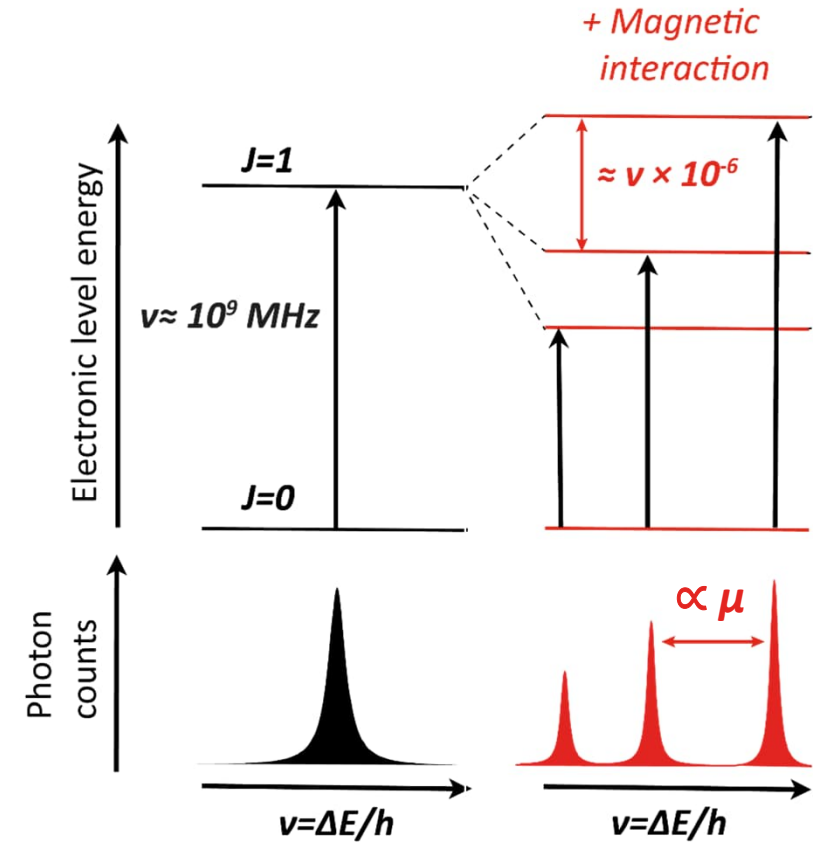 + Magnetic
interaction
J=1
≈ ν × 10⁻⁶
Electronic level energy
ν≈ 10⁹ MHz
J=0
∝ μ
Photon
counts
ν=ΔE/h
ν=ΔE/h